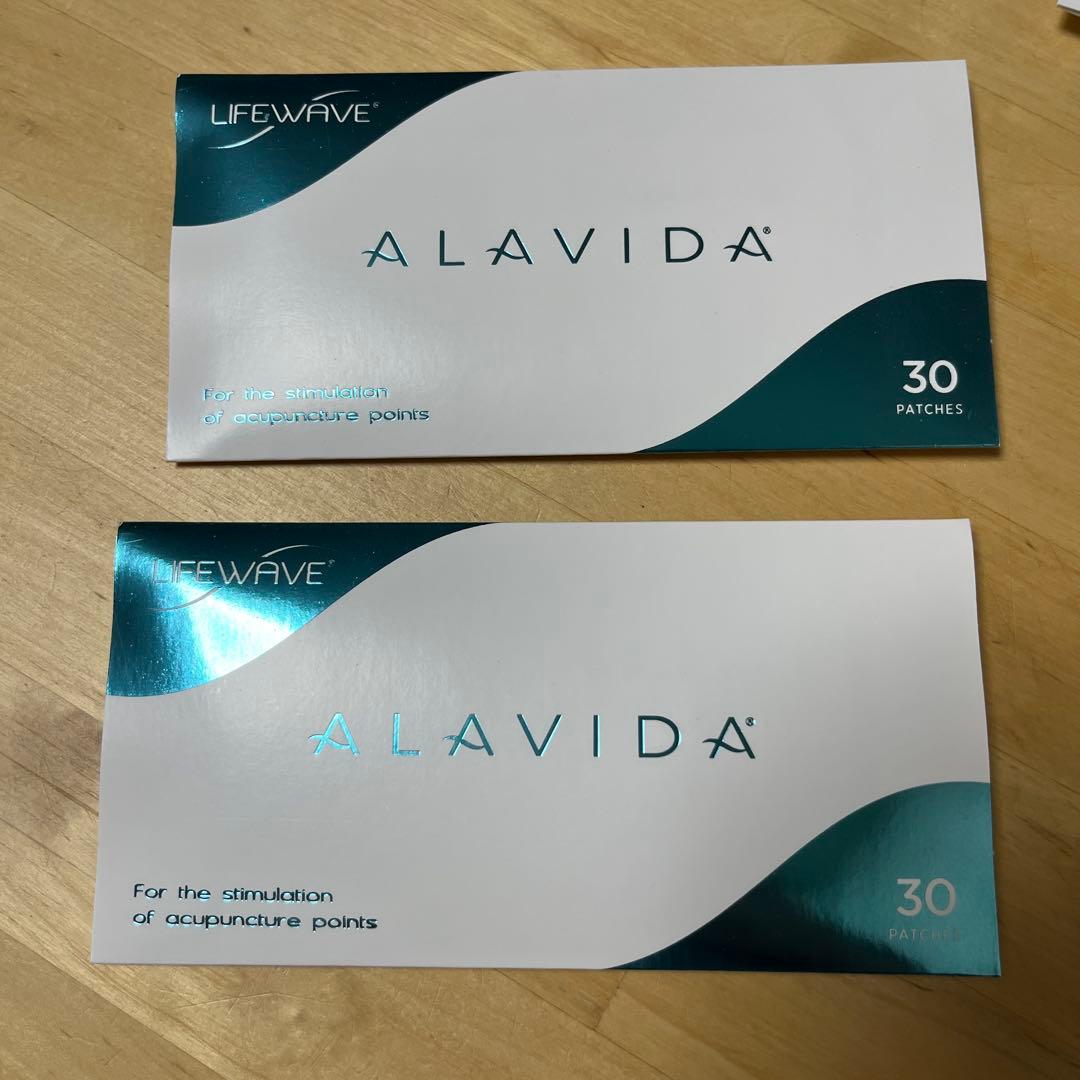 LIFEWAVE®
ALAVIDA®
For the stimulation
of acupuncture points
30
PATCHES
LIFEWAVE®
ALAVIDA®
For the stimulation
of acupuncture points
30
PATCHES